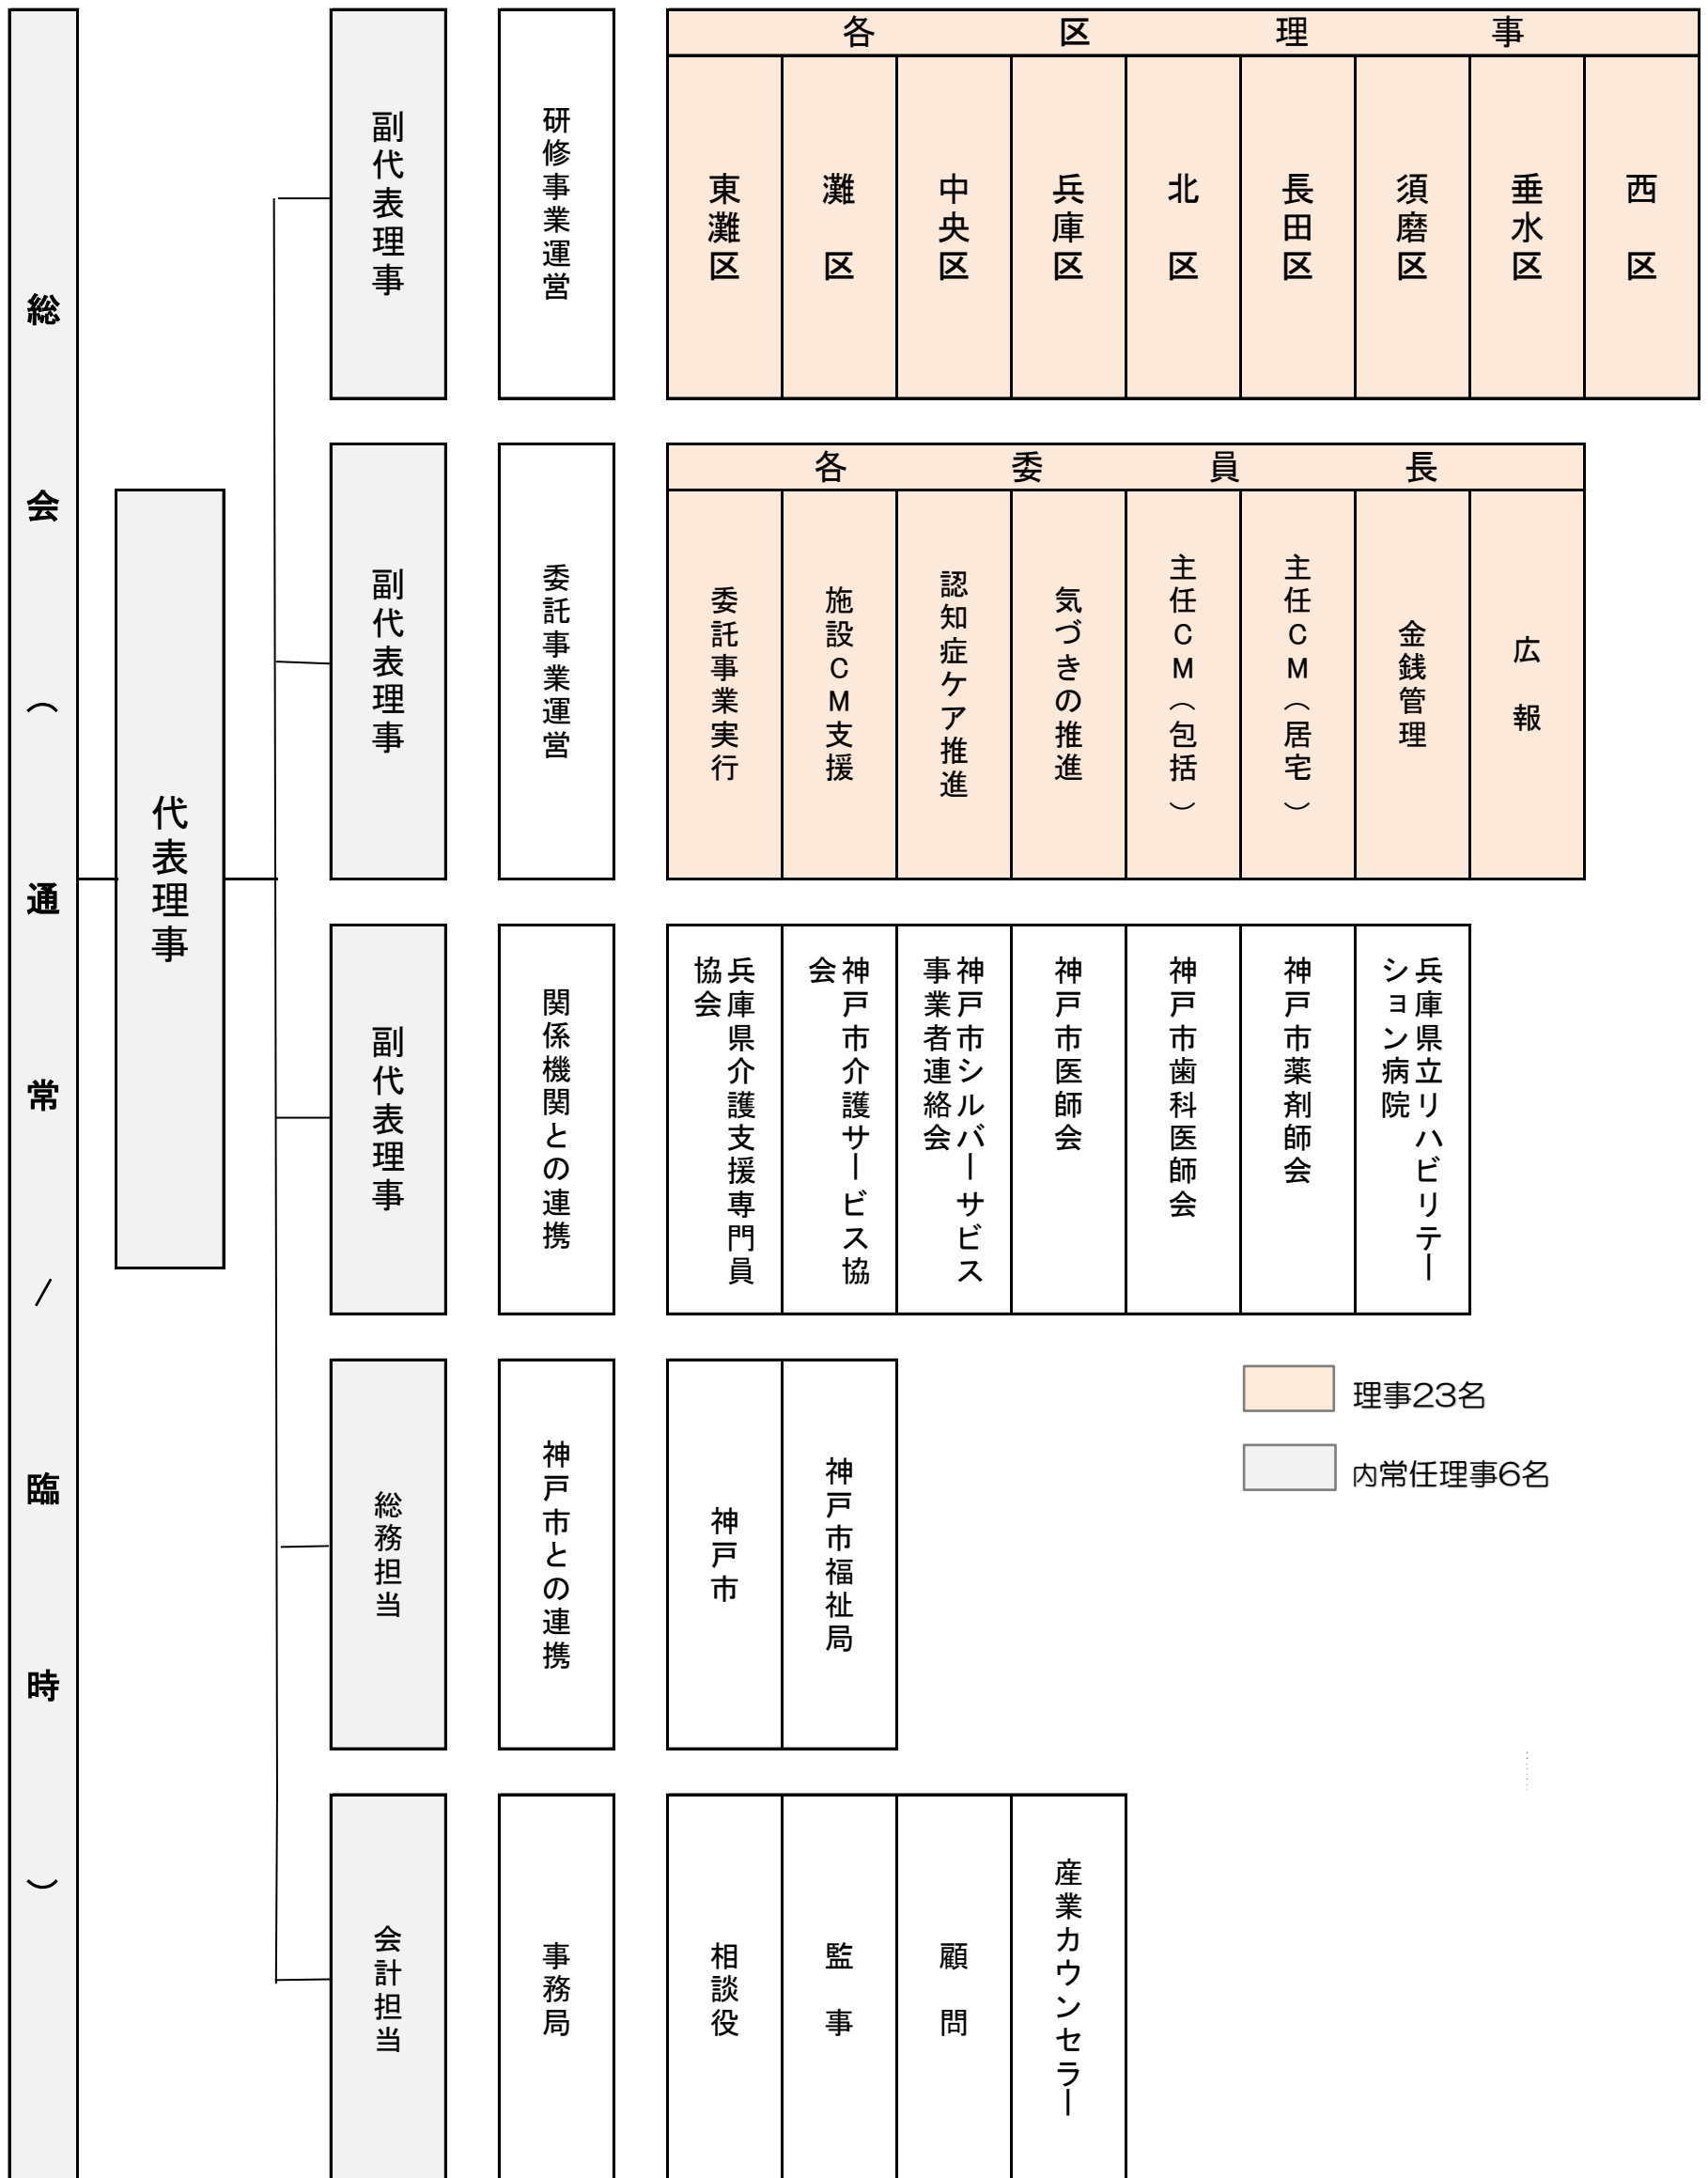 総会（通常/臨時）
代表理事
副代表理事
研修事業運営
各区理事
東灘区
灘区
中央区
兵庫区
北区
長田区
須磨区
垂水区
西区
副代表理事
委託事業運営
各委員長
委託事業実行
施設CM支援
認知症ケア推進
気づきの推進
主任CM（包括）
主任CM（居宅）
金銭管理
広報
副代表理事
関係機関との連携
兵庫県介護支援専門員
協会
神戸市介護サービス協
会
神戸市シルバーサービス
事業者連絡会
神戸市医師会
神戸市歯科医師会
神戸市薬剤師会
兵庫県立リハビリテー
ション病院
総務担当
神戸市との連携
神戸市
神戸市福祉局
理事23名
内常任理事6名
会計担当
事務局
相談役
監事
顧問
産業カウンセラー